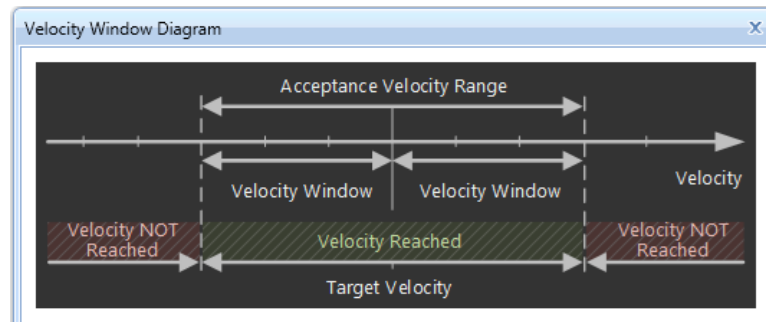 Velocity Window Diagram
X
Acceptance Velocity Range
Velocity
Velocity Window
Velocity Window
Velocity NOT
Reached
Velocity Reached
Velocity NOT
Reached
Target Velocity